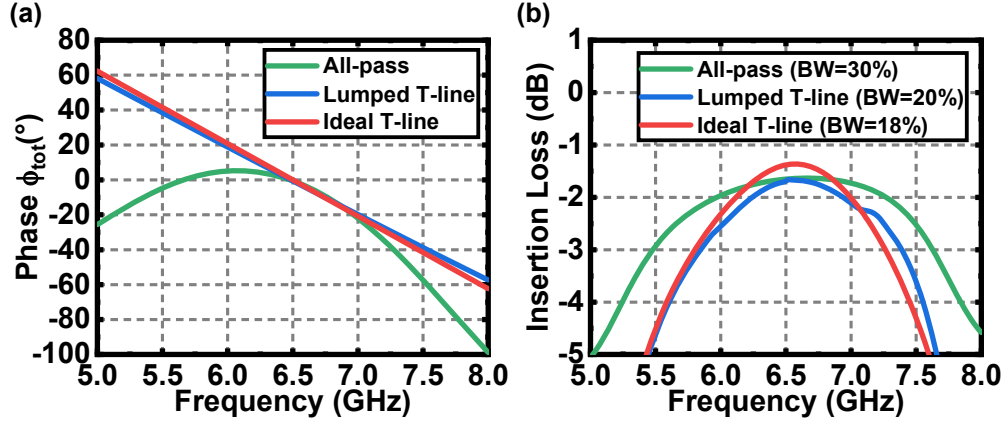 (a)
80
60
40
20
0
-20
-40
-60
-80
-100
Phase ϕtot(°)
All-pass
Lumped T-line
Ideal T-line
5.0 5.5 6.0 6.5 7.0 7.5 8.0
Frequency (GHz)
(b)
1
0
-1
-2
-3
-4
-5
Insertion Loss (dB)
All-pass (BW=30%)
Lumped T-line (BW=20%)
Ideal T-line (BW=18%)
5.0 5.5 6.0 6.5 7.0 7.5 8.0
Frequency (GHz)